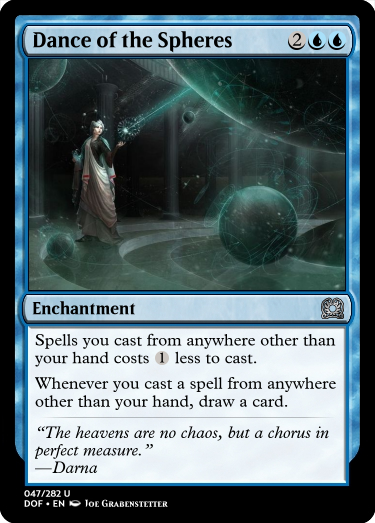 Dance of the Spheres 2
Enchantment
Spells you cast from anywhere other than
your hand costs 1 less to cast.
Whenever you cast a spell from anywhere
other than your hand, draw a card.
"The heavens are no chaos, but a chorus in
perfect measure."
—Darna
047/282 U
DOF • EN Joe Grabenstetter